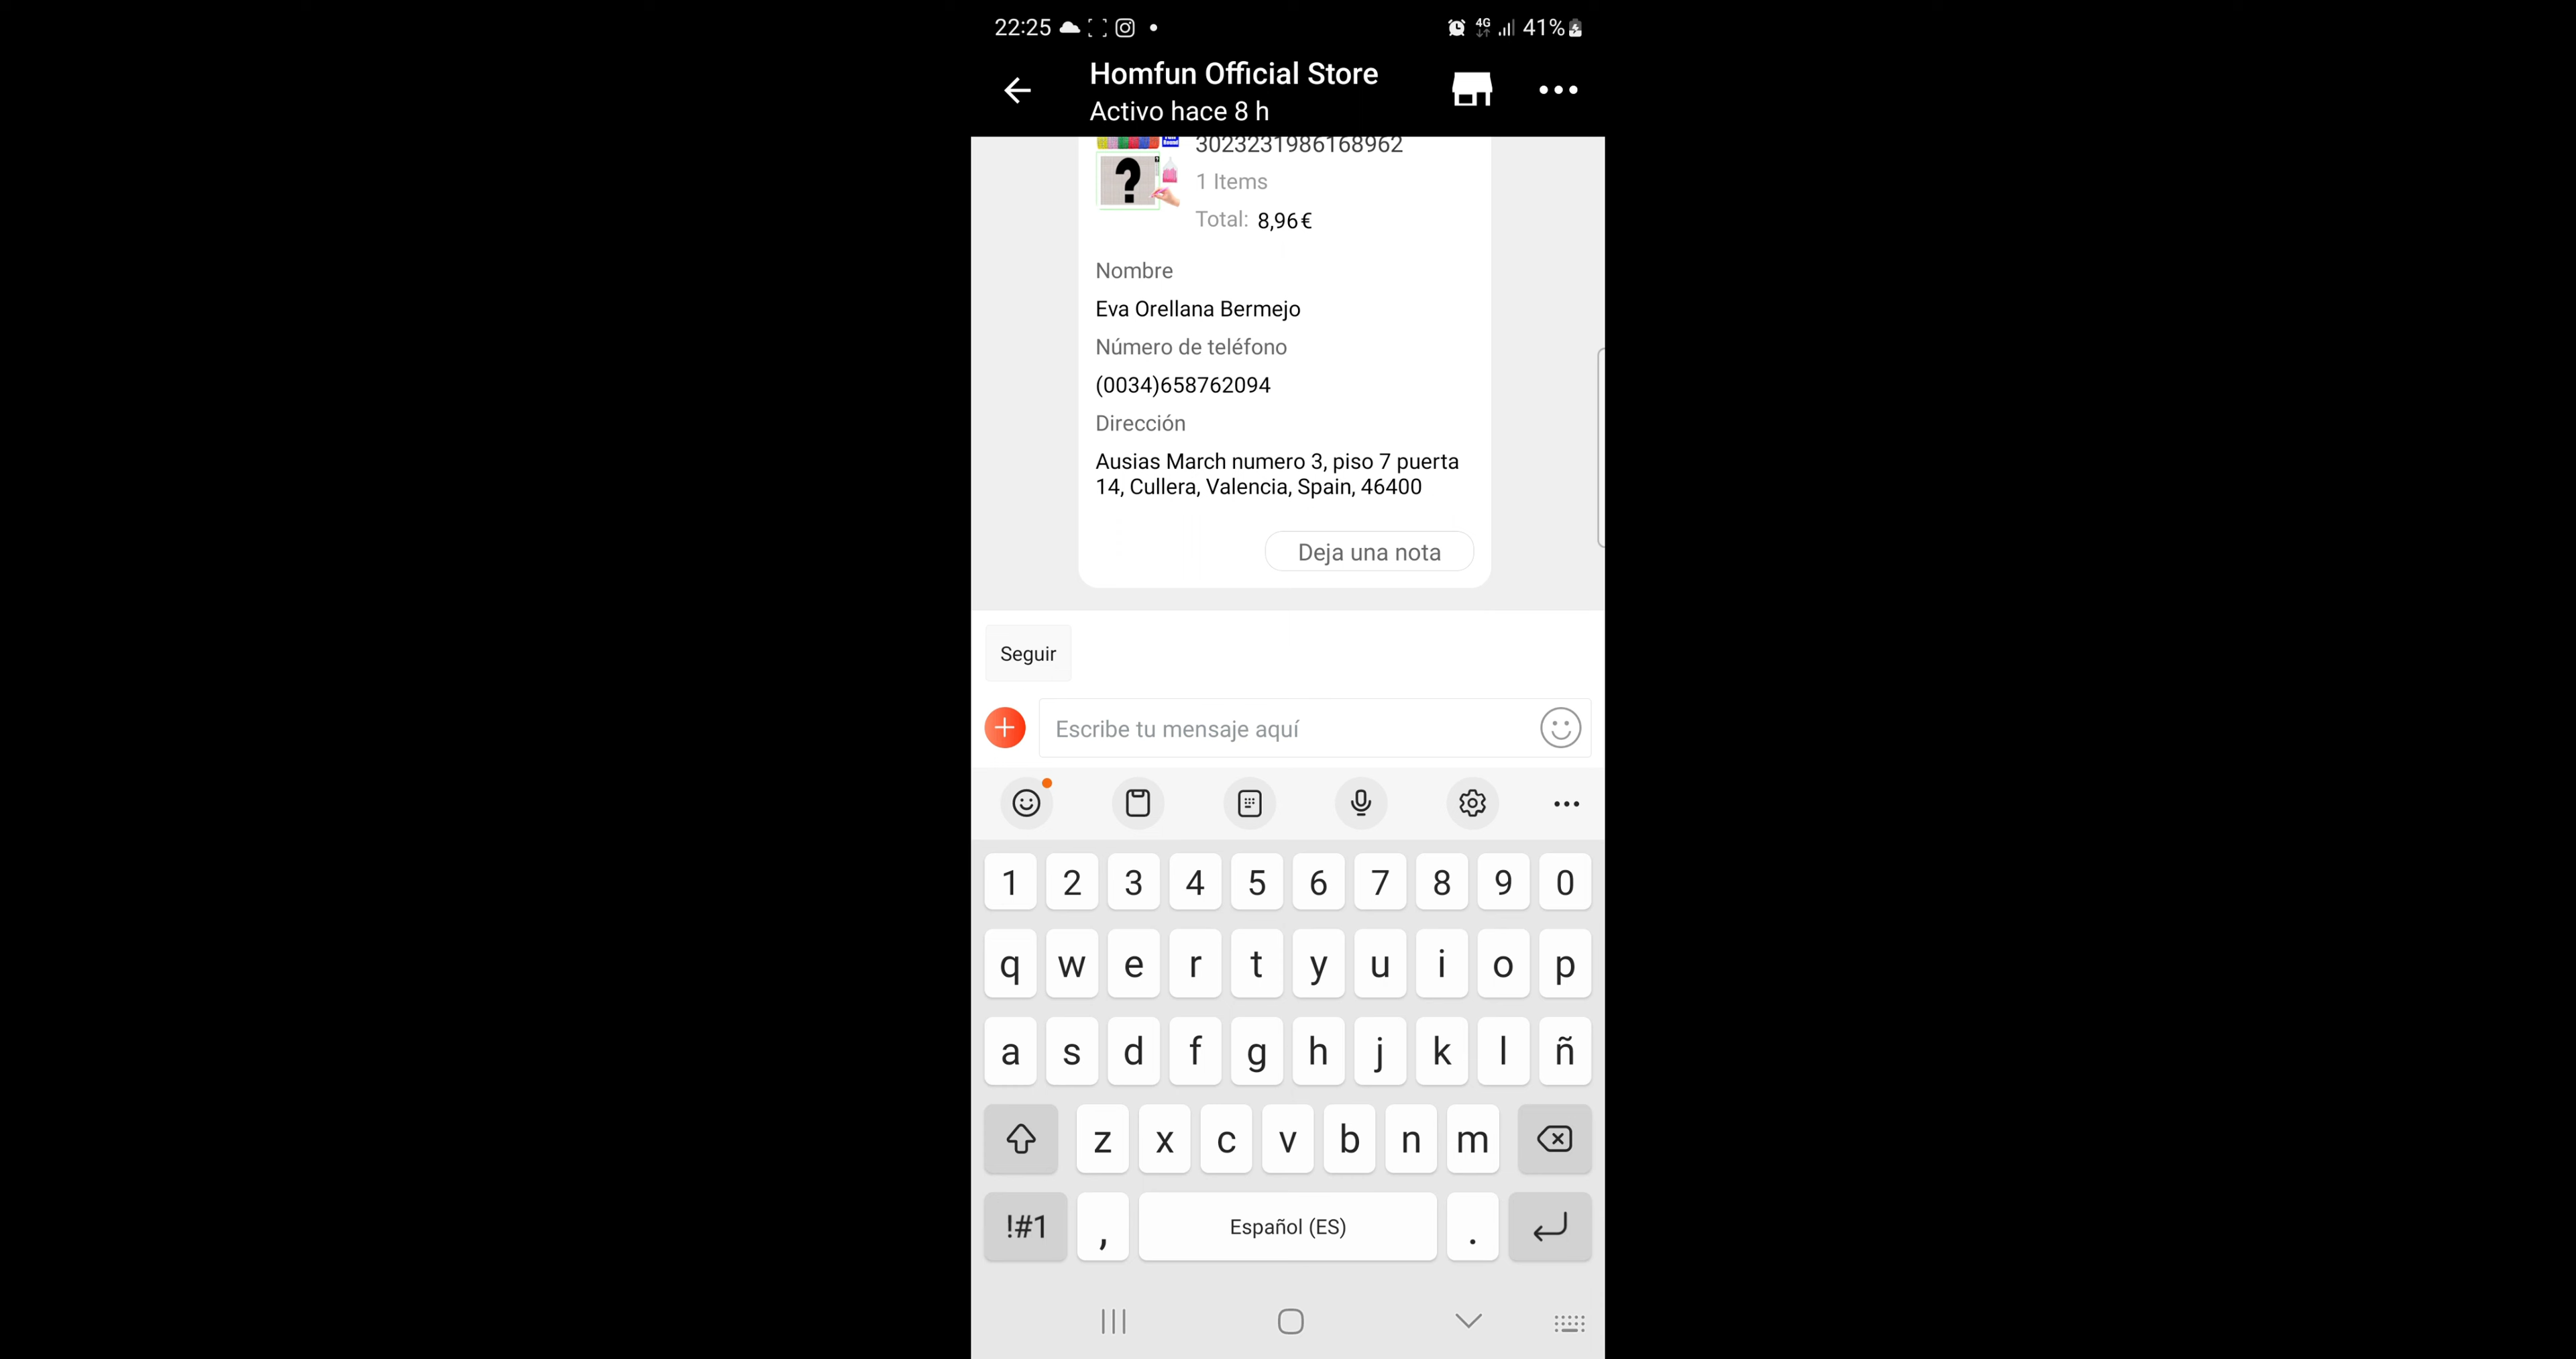 22:25
4G
41%
Homfun Official Store
Activo hace 8 h
3023231986168962
1 Items
Total: 8,96€
Nombre
Eva Orellana Bermejo
Número de teléfono
(0034)658762094
Dirección
Ausias March numero 3, piso 7 puerta
14, Cullera, Valencia, Spain, 46400
Deja una nota
Seguir
Escribe tu mensaje aquí
1 2 3 4 5 6 7 8 9 0
q w e r t y u i o p
a s d f g h j k l ñ
z x c v b n m
!#1 , Español (ES) .